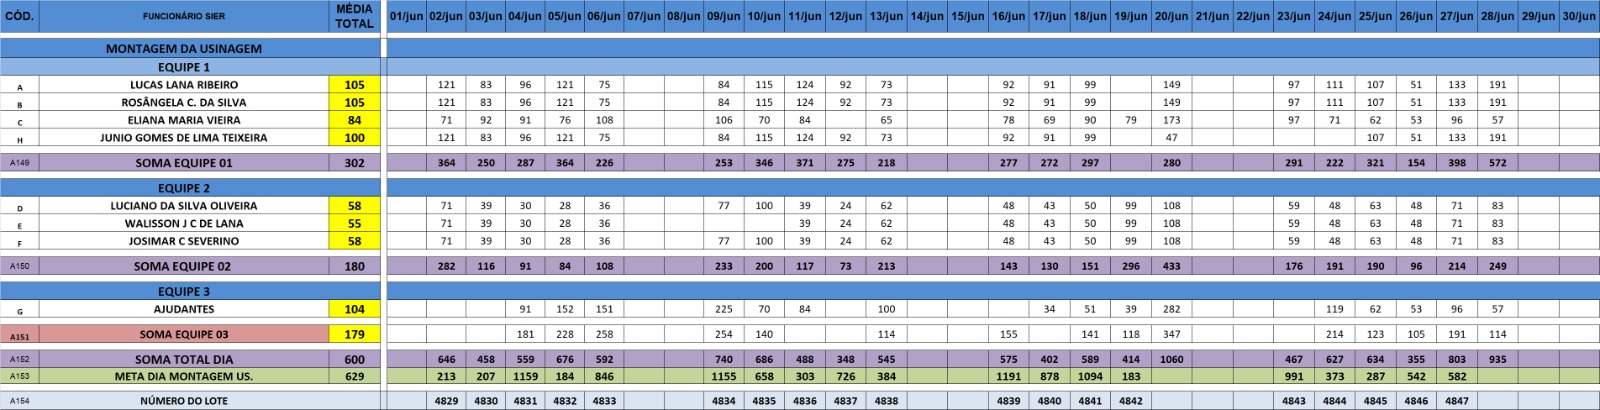 CÓD. FUNCIONÁRIO SIER MÉDIA TOTAL 01/jun 02/jun 03/jun 04/jun 05/jun 06/jun 07/jun 08/jun 09/jun 10/jun 11/jun 12/jun 13/jun 14/jun 15/jun 16/jun 17/jun 18/jun 19/jun 20/jun 21/jun 22/jun 23/jun 24/jun 25/jun 26/jun 27/jun 28/jun 29/jun 30/jun
MONTAGEM DA USINAGEM
EQUIPE 1
A LUCAS LANA RIBEIRO 105 121 83 96 121 75 84 115 124 92 73 92 91 99 149 97 111 107 51 133 191
B ROSÂNGELA C. DA SILVA 105 121 83 96 121 75 84 115 124 92 73 92 91 99 149 97 111 107 51 133 191
C ELIANA MARIA VIEIRA 84 71 92 91 76 108 106 70 84 65 78 69 90 79 173 97 71 62 53 96 57
H JUNIO GOMES DE LIMA TEIXEIRA 100 121 83 96 121 75 84 115 124 92 73 92 91 99 47 107 51 133 191
A149 SOMA EQUIPE 01 302 364 250 287 364 226 253 346 371 275 218 277 272 297 280 291 222 321 154 398 572
EQUIPE 2
D LUCIANO DA SILVA OLIVEIRA 58 71 39 30 28 36 77 100 39 24 62 48 43 50 99 108 59 48 63 48 71 83
E WALISSON J C DE LANA 55 71 39 30 28 36 39 24 62 48 43 50 99 108 59 48 63 48 71 83
F JOSIMAR C SEVERINO 58 71 39 30 28 36 77 100 39 24 62 48 43 50 99 108 59 48 63 48 71 83
A150 SOMA EQUIPE 02 180 282 116 91 84 108 233 200 117 73 213 143 130 151 296 433 176 191 190 96 214 249
EQUIPE 3
G AJUDANTES 104 91 152 151 225 70 84 100 34 51 39 282 119 62 53 96 57
A151 SOMA EQUIPE 03 179 181 228 258 254 140 114 155 141 118 347 214 123 105 191 114
A152 SOMA TOTAL DIA 600 646 458 559 676 592 740 686 488 348 545 575 402 589 414 1060 467 627 634 355 803 935
A153 META DIA MONTAGEM US. 629 213 207 1159 184 846 1155 658 303 726 384 1191 878 1094 183 991 373 287 542 582
A154 NÚMERO DO LOTE 4829 4830 4831 4832 4833 4834 4835 4836 4837 4838 4839 4840 4841 4842 4843 4844 4845 4846 4847